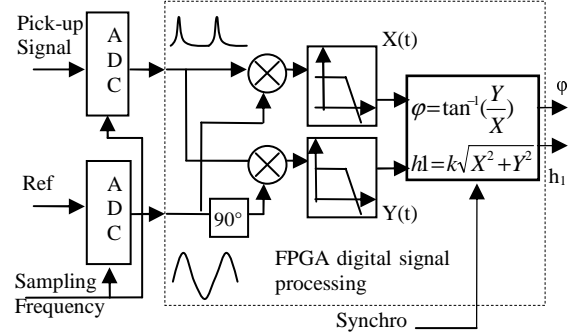 Pick-up
Signal
A
D
C
X(t)
φ=tan⁻¹(Y/X)
φ
h1=k√X²+Y²
h₁
Ref
A
D
C
90°
Y(t)
FPGA digital signal
processing
Sampling
Frequency
Synchro